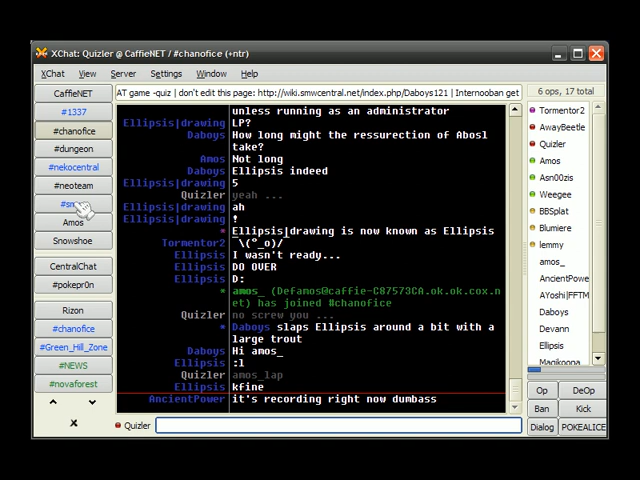 XChat: Quizler @ CaffieNET / #chanofice (+ntr)
XChat View Server Settings Window Help
CaffieNET
#1337
#chanofice
#dungeon
#nekocentral
#neoteam
Amos
Snowshoe
CentralChat
#pokepr0n
Rizon
#chanofice
#Green_Hill_Zone
#NEWS
#novaforest
X
AT game -quiz | don't edit this page: http://wiki.smwcentral.net/index.php/Daboys121 | Internooban get
unless running as an administrator
Ellipsis|drawing LP?
Daboys How long might the ressurection of Abosl
take?
Amos Not long
Daboys Ellipsis indeed
Ellipsis|drawing 5
Quizler yeah ...
Ellipsis|drawing ah
Ellipsis|drawing !
* Ellipsis|drawing is now known as Ellipsis
Tormentor2 ¯\(°_o)/¯
Ellipsis I wasn't ready...
Ellipsis DO OVER
Ellipsis D:
* amos_ (Defamos@caffie-C87573CA.ok.ok.cox.n
et) has joined #chanofice
Quizler no screw you ...
* Daboys slaps Ellipsis around a bit with a
large trout
Daboys Hi amos_
Ellipsis :l
Quizler amos_lap
Ellipsis kfine
AncientPower it's recording right now dumbass
Quizler
6 ops, 17 total
Tormentor2
AwayBeetle
Quizler
Amos
Asn00zis
Weegee
BBSplat
Blumiere
lemmy
amos_
AncientPower
AYoshi|FFTM
Daboys
Devann
Ellipsis
Magikoopa
Op DeOp
Ban Kick
Dialog POKEALICE